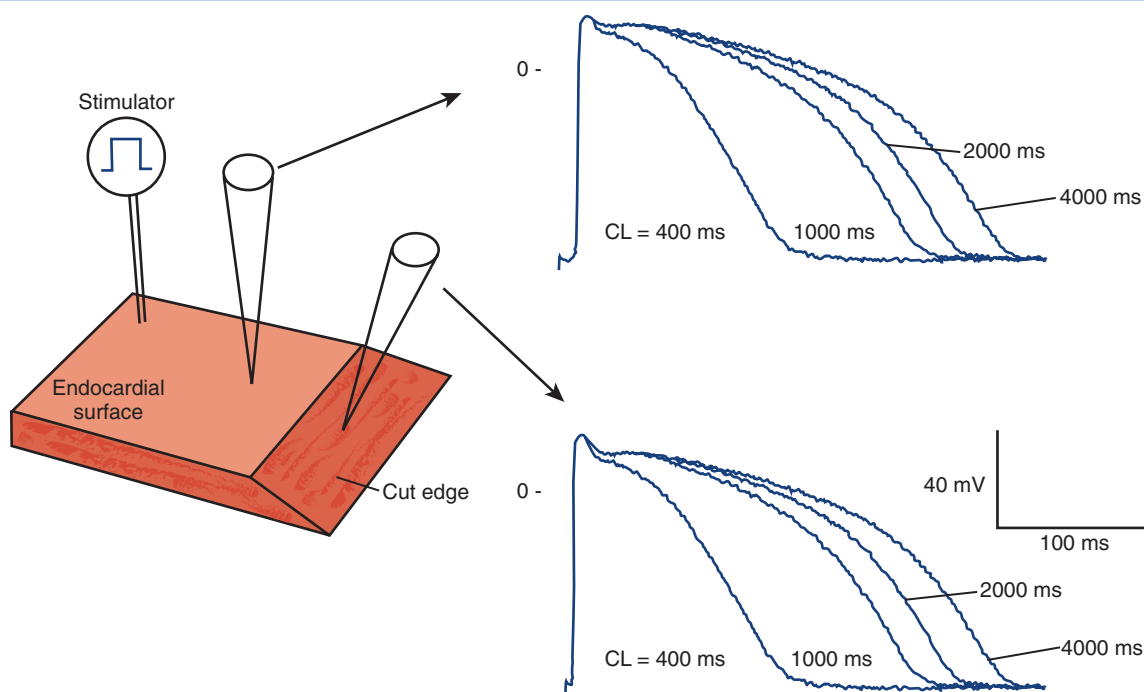 Stimulator
Endocardial
surface
Cut edge
0 -
2000 ms
4000 ms
CL = 400 ms
1000 ms
0 -
40 mV
100 ms
2000 ms
4000 ms
CL = 400 ms
1000 ms